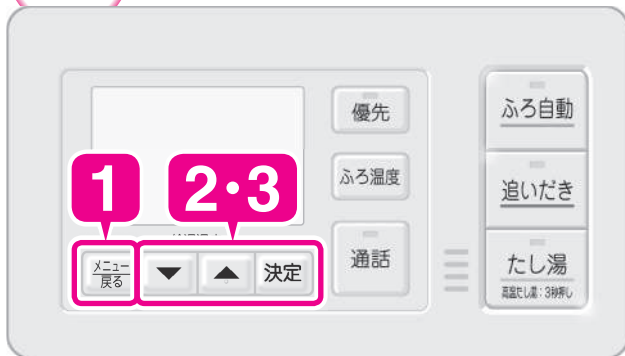 優先
ふろ自動
1
2・3
ふろ温度
追いだき
メニュー
戻る
▼
▲
決定
通話
たし湯
高温たし湯：3秒押し